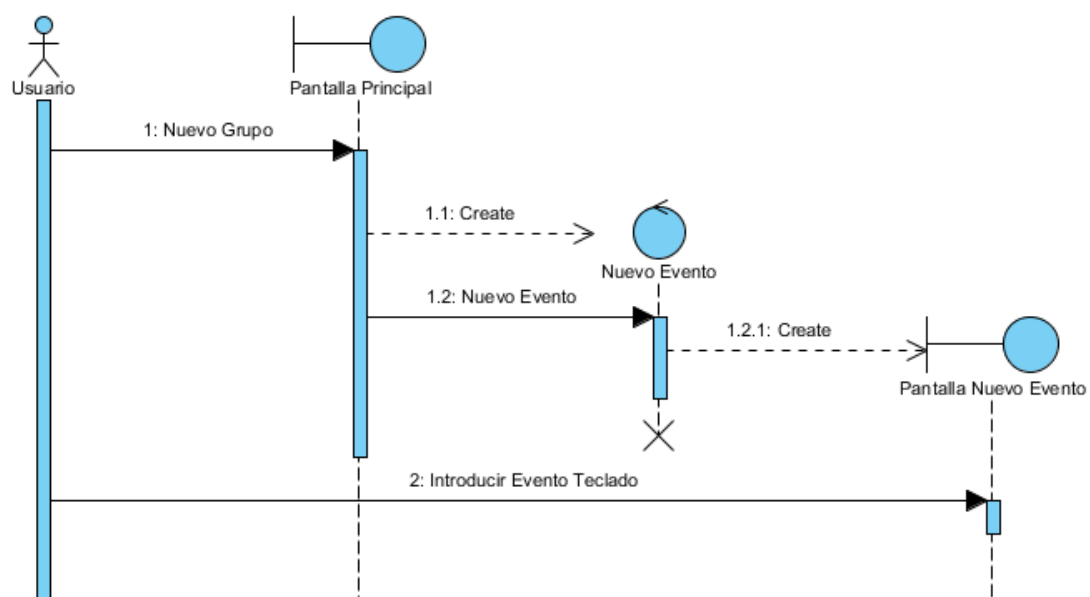 Usuario
Pantalla Principal
1: Nuevo Grupo
1.1: Create
Nuevo Evento
1.2: Nuevo Evento
1.2.1: Create
Pantalla Nuevo Evento
2: Introducir Evento Teclado